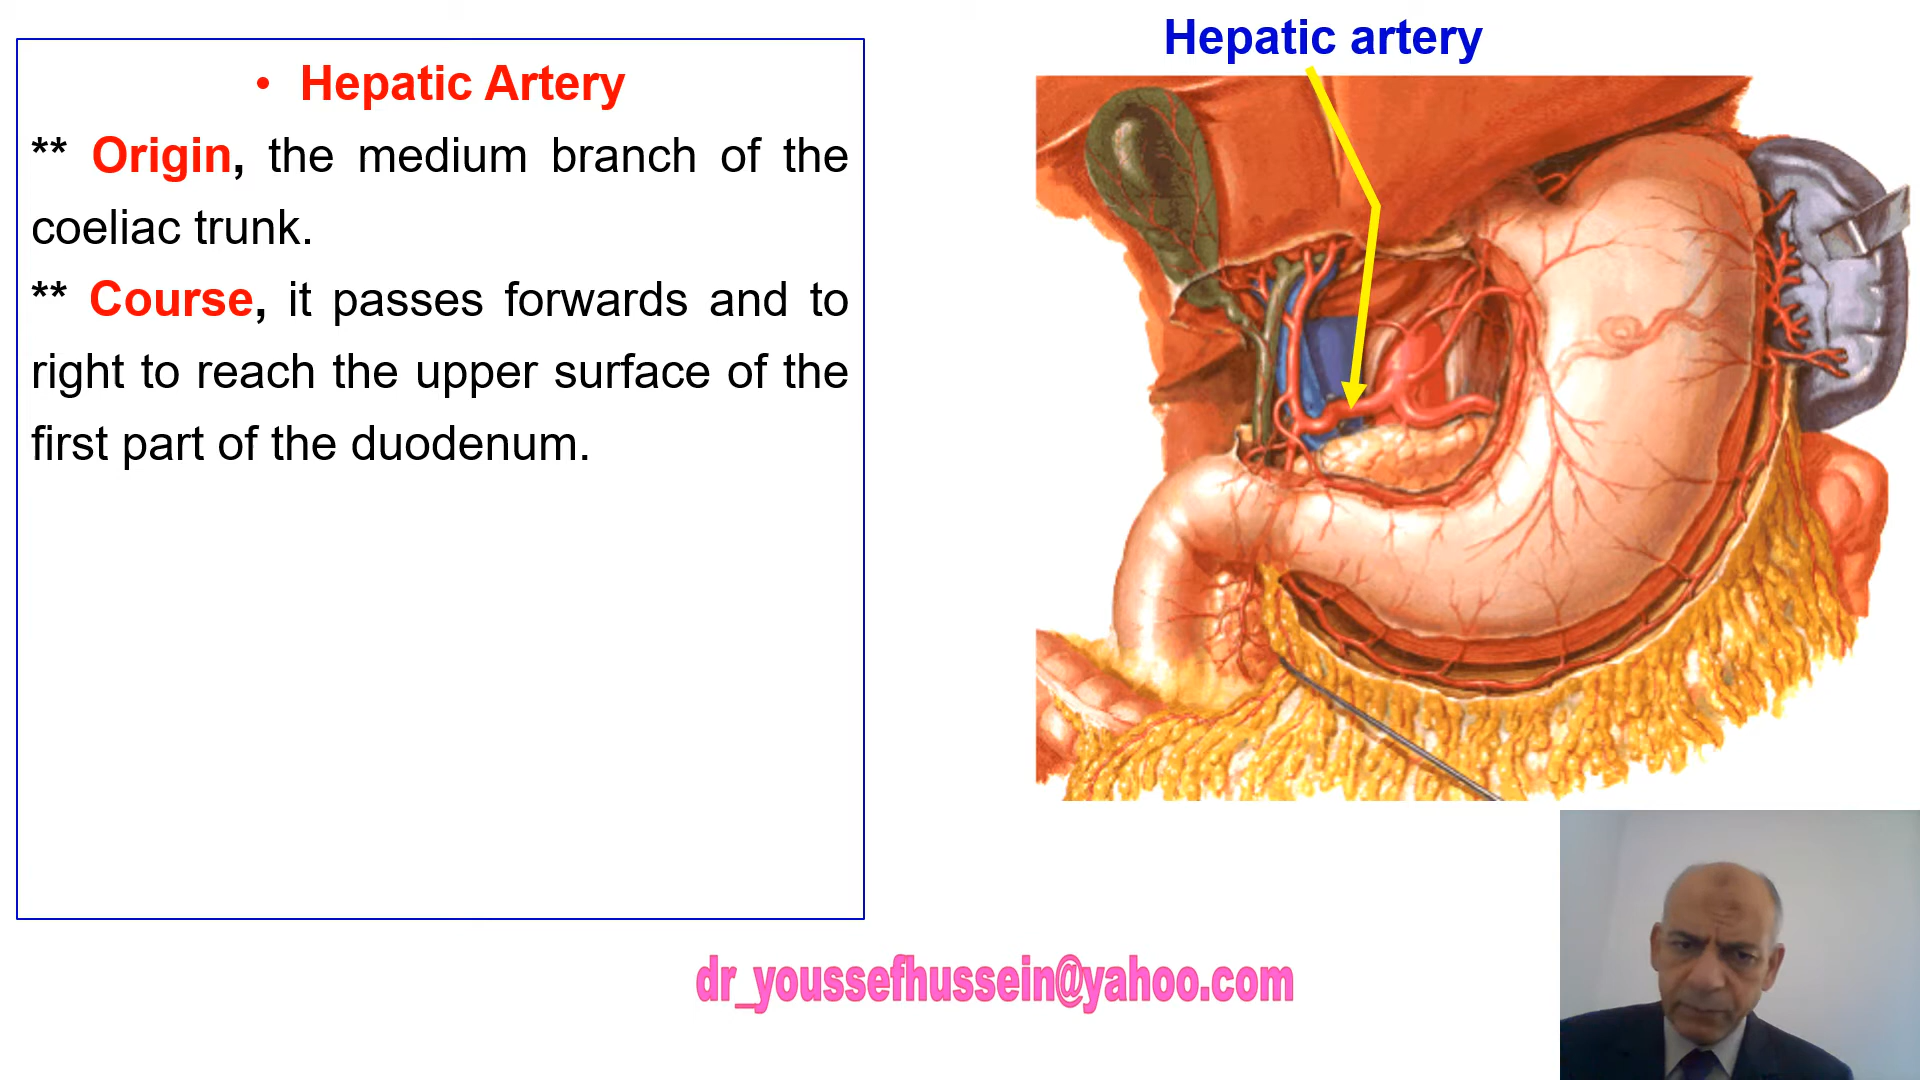 Hepatic artery
• Hepatic Artery
** Origin, the medium branch of the
coeliac trunk.
** Course, it passes forwards and to
right to reach the upper surface of the
first part of the duodenum.
dr_youssefhussein@yahoo.com